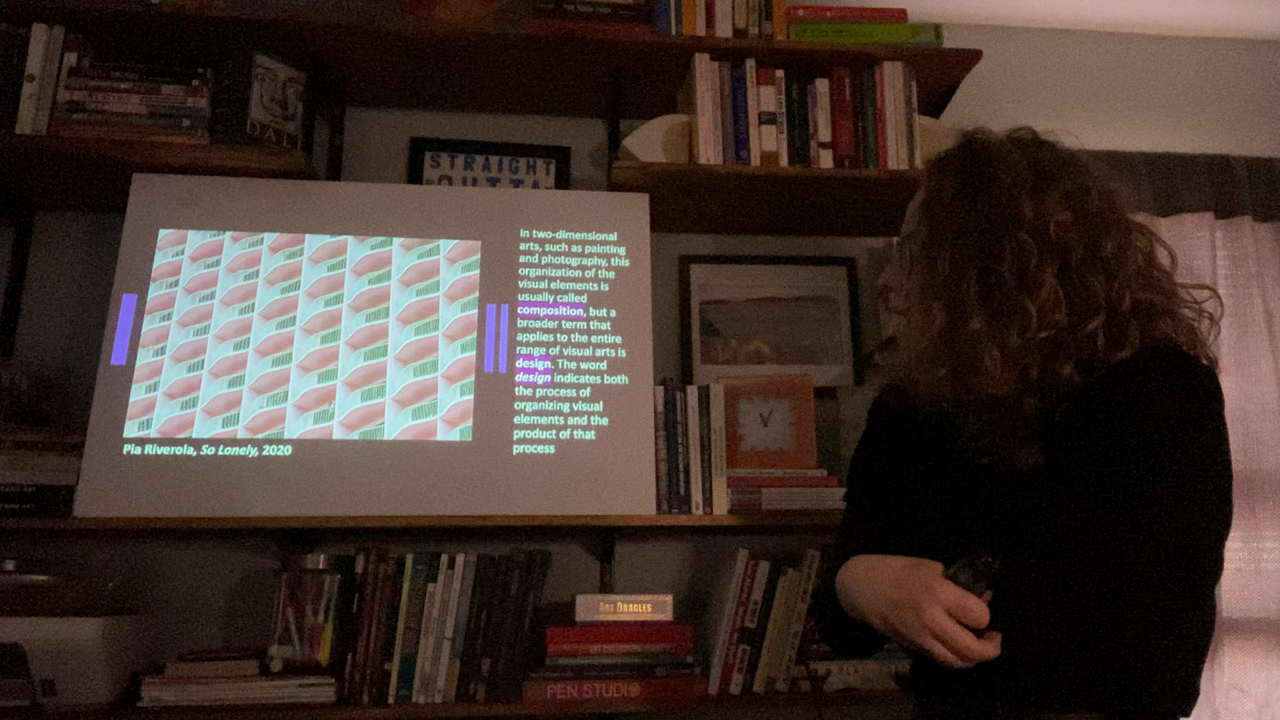 DALÍ
STRAIGHT
OUTTA
In two-dimensional
arts, such as painting
and photography, this
organization of the
visual elements is
usually called
composition, but a
broader term that
applies to the entire
range of visual arts is
design. The word
design indicates both
the process of
organizing visual
elements and the
product of that
process
Pia Riverola, So Lonely, 2020
ART ORACLES
PEN STUDIO